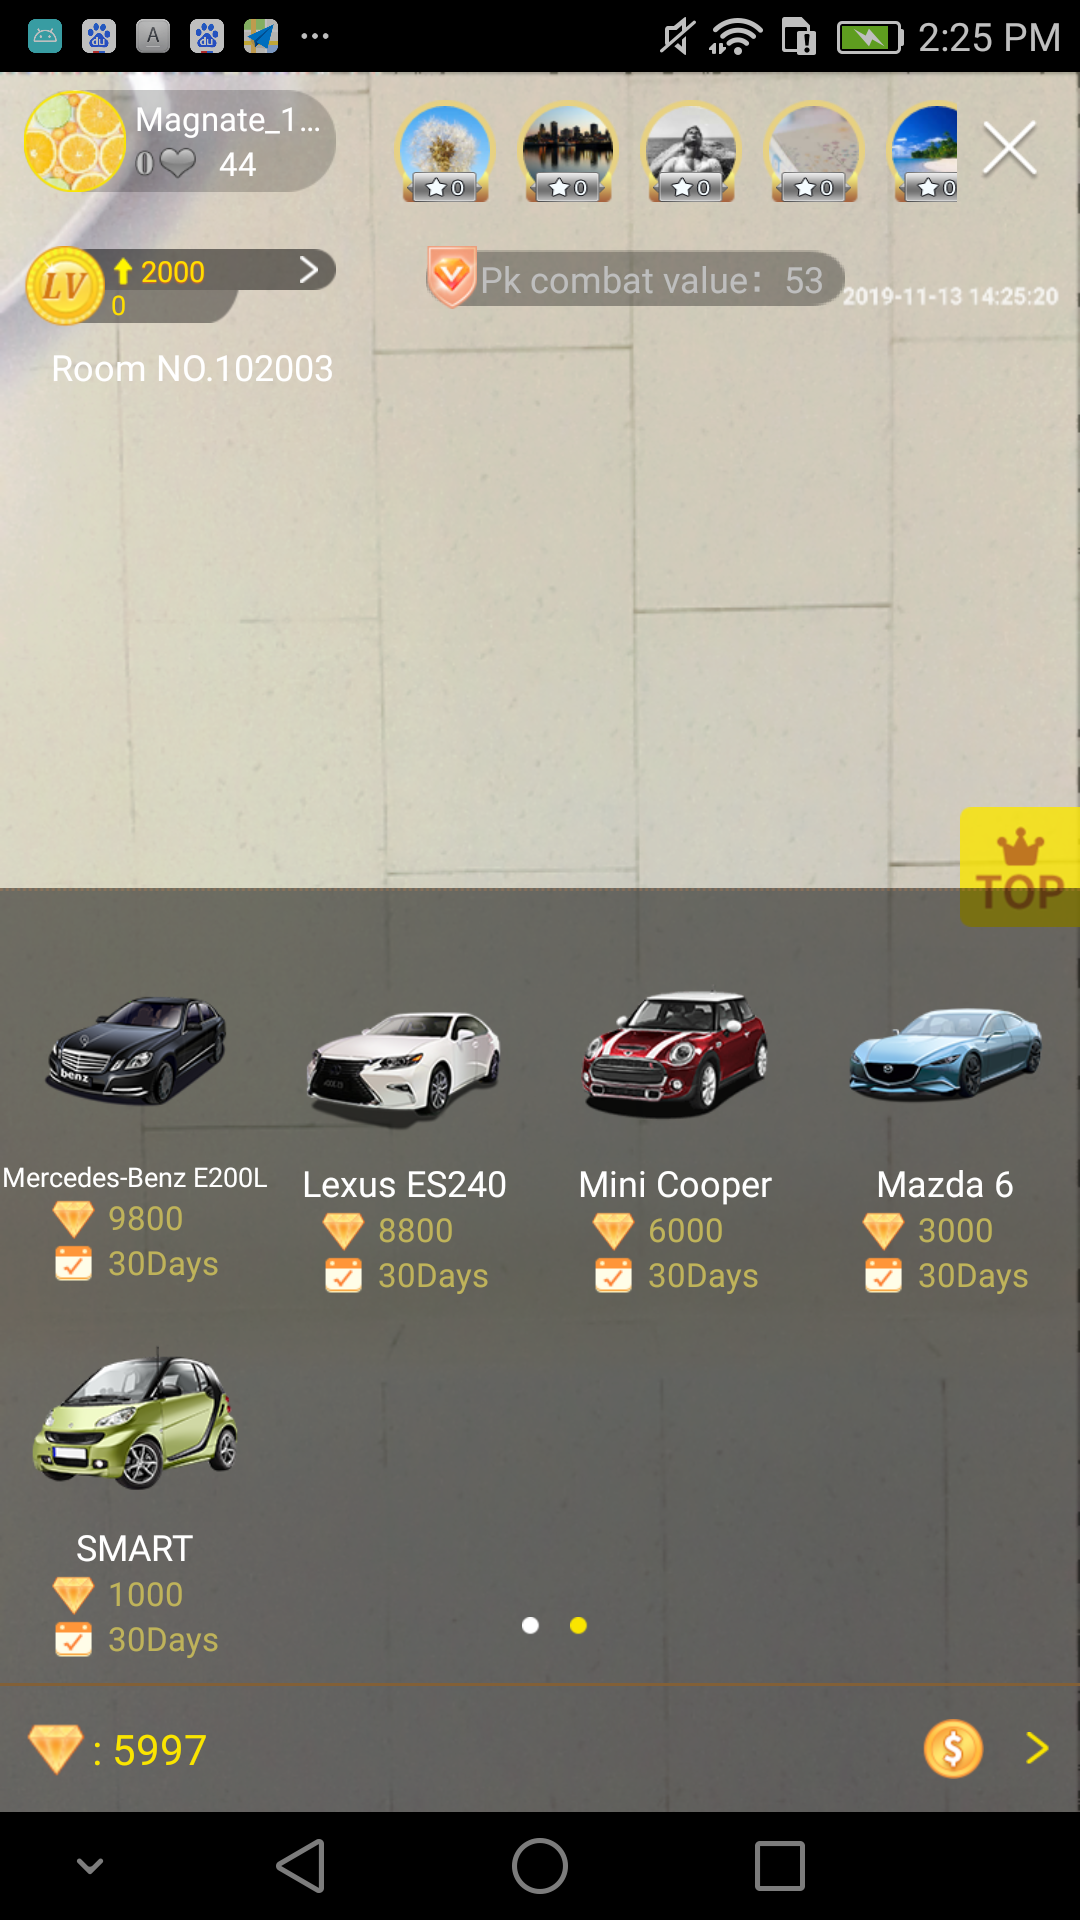 2:25 PM
Magnate_1...
0 44
0
0
0
0
0
LV
2000
0
Pk combat value: 53
2019-11-13 14:25:20
Room NO.102003
TOP
benz
Mercedes-Benz E200L
9800
30Days
Lexus ES240
8800
30Days
Mini Cooper
6000
30Days
Mazda 6
3000
30Days
SMART
1000
30Days
: 5997